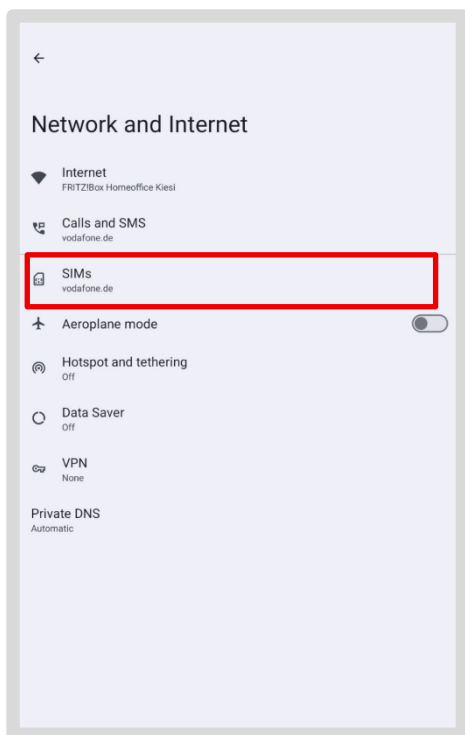 Network and Internet
Internet
FRITZ!Box Homeoffice Kiesi
Calls and SMS
vodafone.de
SIMs
vodafone.de
Aeroplane mode
Hotspot and tethering
Off
Data Saver
Off
VPN
None
Private DNS
Automatic